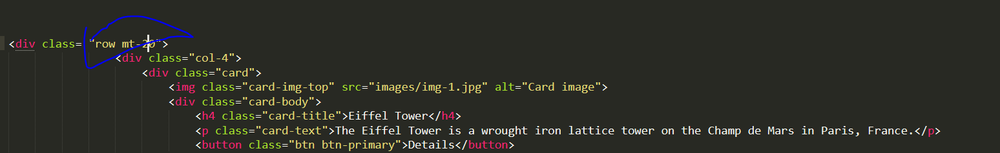 <div class= "row mt-20">
<div class="col-4">
<div class="card">
<img class="card-img-top" src="images/img-1.jpg" alt="Card image">
<div class="card-body">
<h4 class="card-title">Eiffel Tower</h4>
<p class="card-text">The Eiffel Tower is a wrought iron lattice tower on the Champ de Mars in Paris, France.</p>
<button class="btn btn-primary">Details</button>